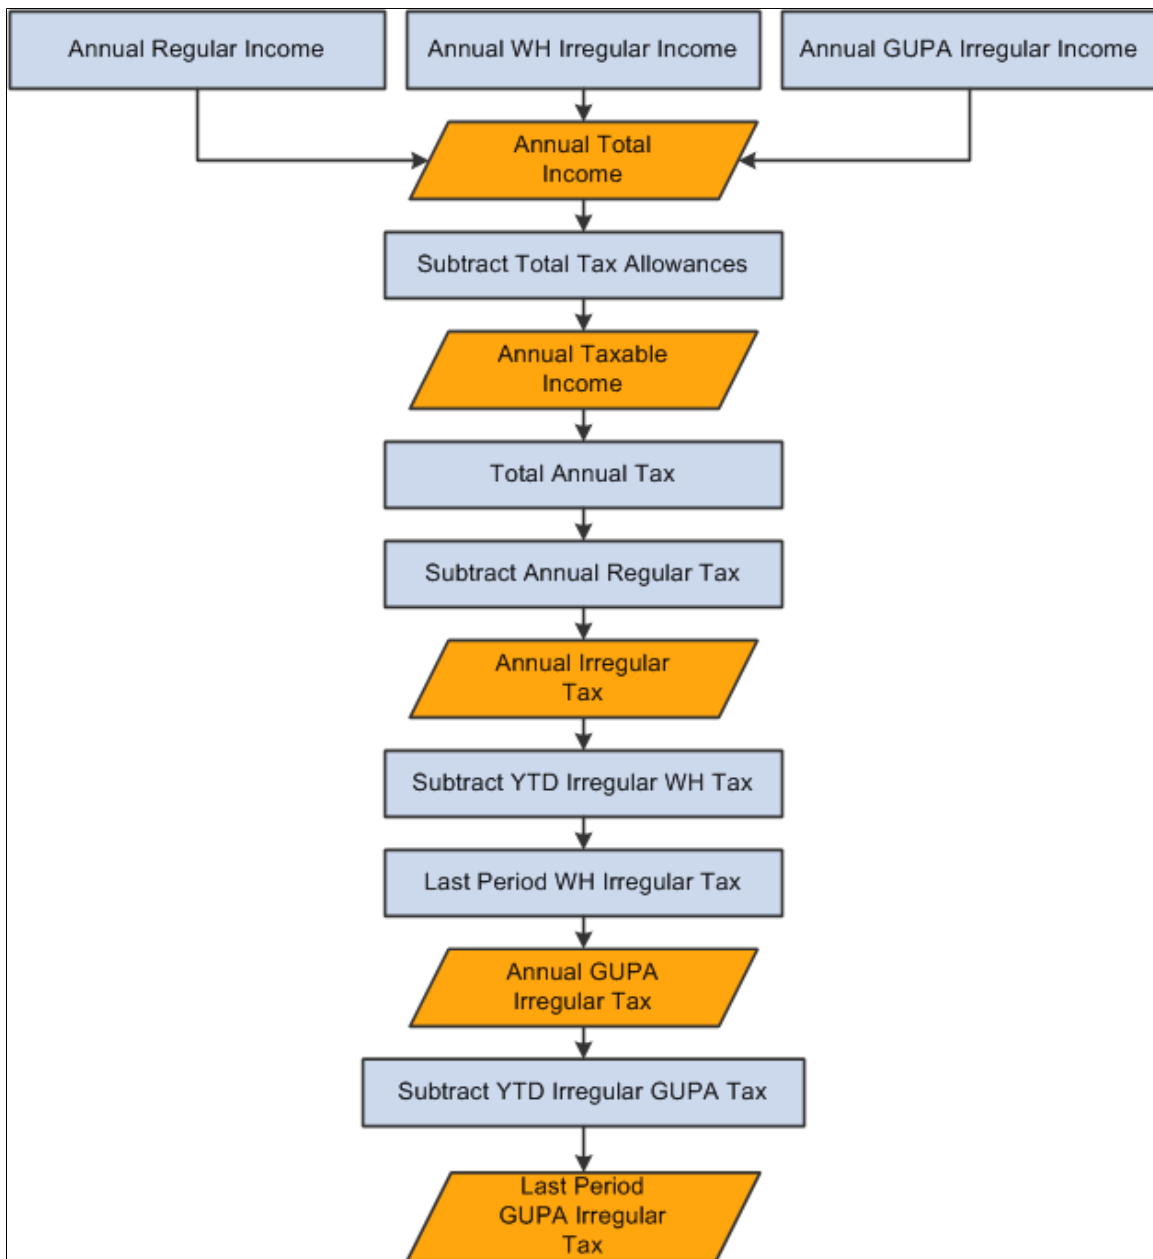 Annual Regular Income
Annual WH Irregular Income
Annual GUPA Irregular Income
Annual Total
Income
Subtract Total Tax Allowances
Annual Taxable
Income
Total Annual Tax
Subtract Annual Regular Tax
Annual Irregular
Tax
Subtract YTD Irregular WH Tax
Last Period WH Irregular Tax
Annual GUPA
Irregular Tax
Subtract YTD Irregular GUPA Tax
Last Period
GUPA Irregular
Tax